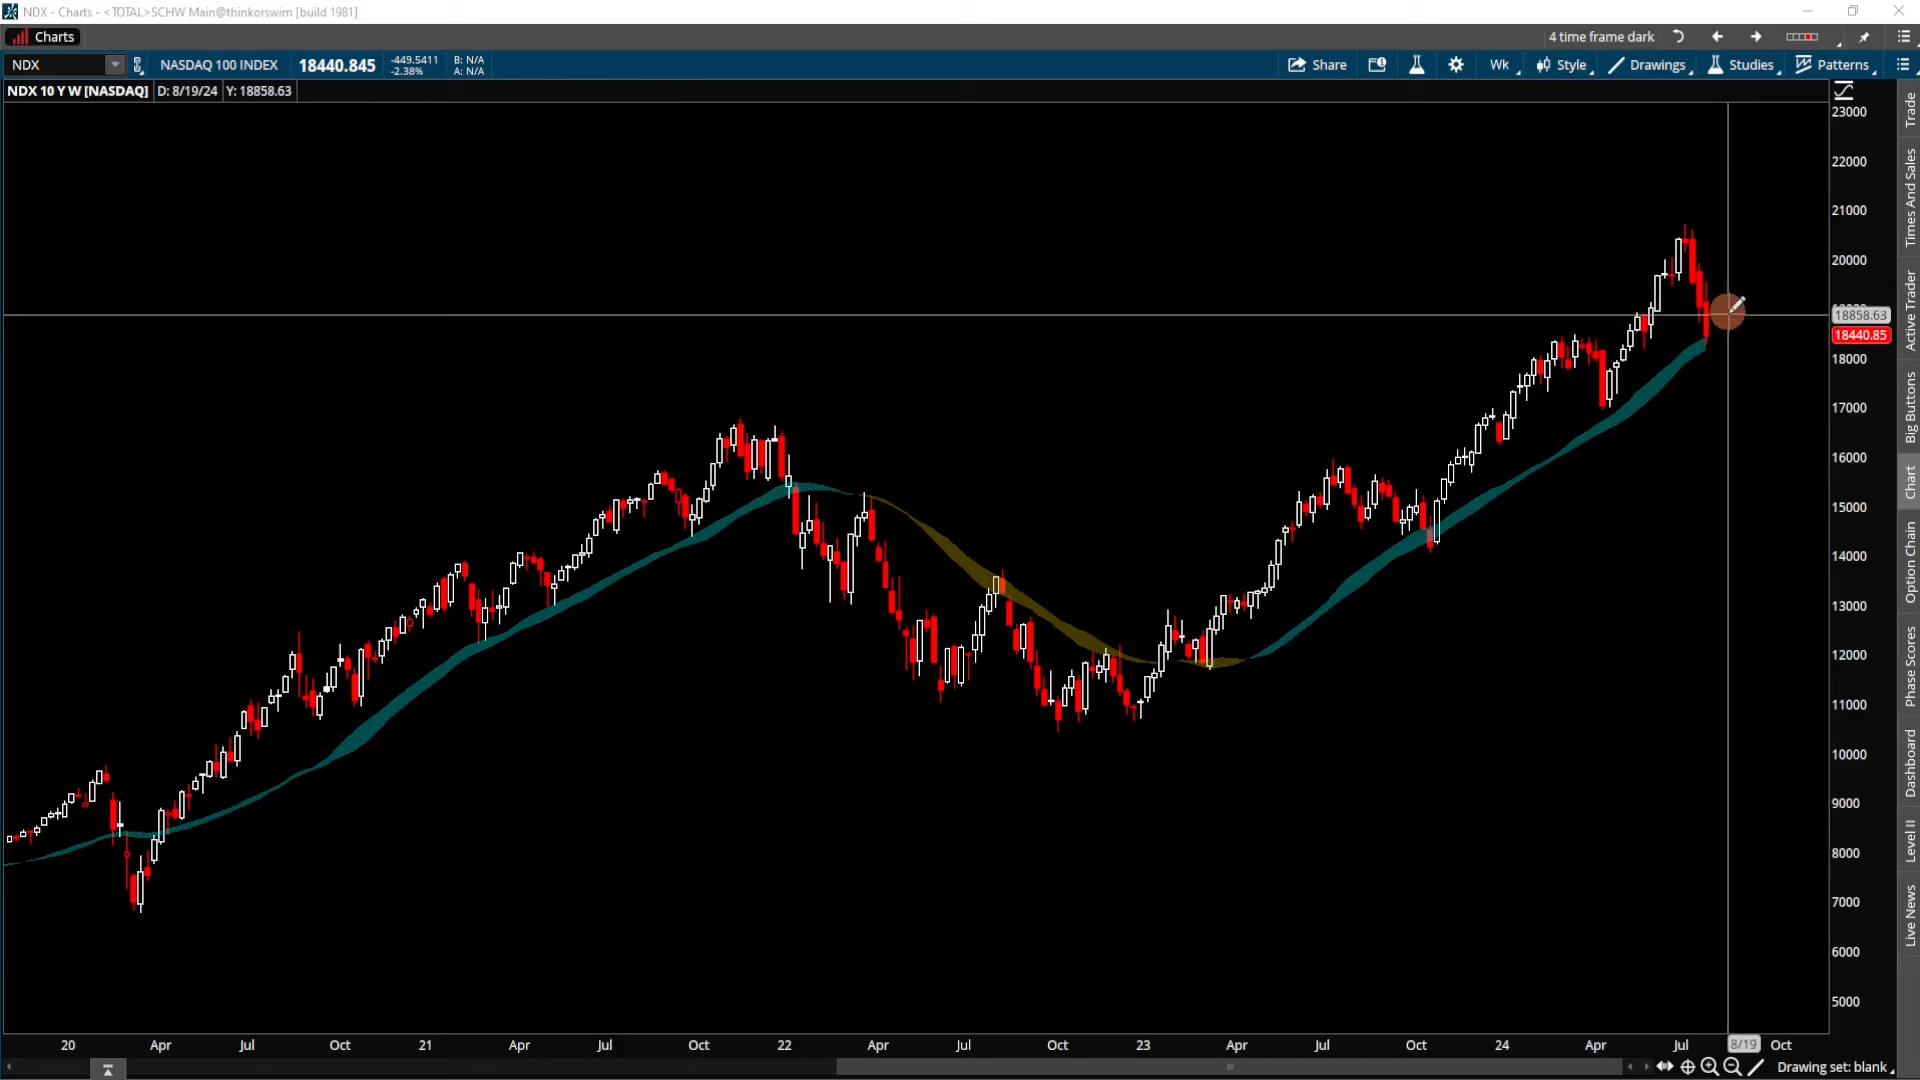 NDX - Charts - <TOTAL>SCHW Main@thinkorswim [build 1981]
Charts
4 time frame dark
NDX
NASDAQ 100 INDEX
18440.845
-449.5411
-2.38%
B: N/A
A: N/A
Share
Wk
Style
Drawings
Studies
Patterns
NDX 10 Y W [NASDAQ]
D: 8/19/24
Y: 18858.63
23000
22000
21000
20000
18858.63
18440.85
18000
17000
16000
15000
14000
13000
12000
11000
10000
9000
8000
7000
6000
5000
Trade
Times And Sales
Active Trader
Big Buttons
Chart
Option Chain
Phase Scores
Dashboard
Level II
Live News
20
Apr
Jul
Oct
21
Apr
Jul
Oct
22
Apr
Jul
Oct
23
Apr
Jul
Oct
24
Apr
Jul
8/19
Oct
Drawing set: blank